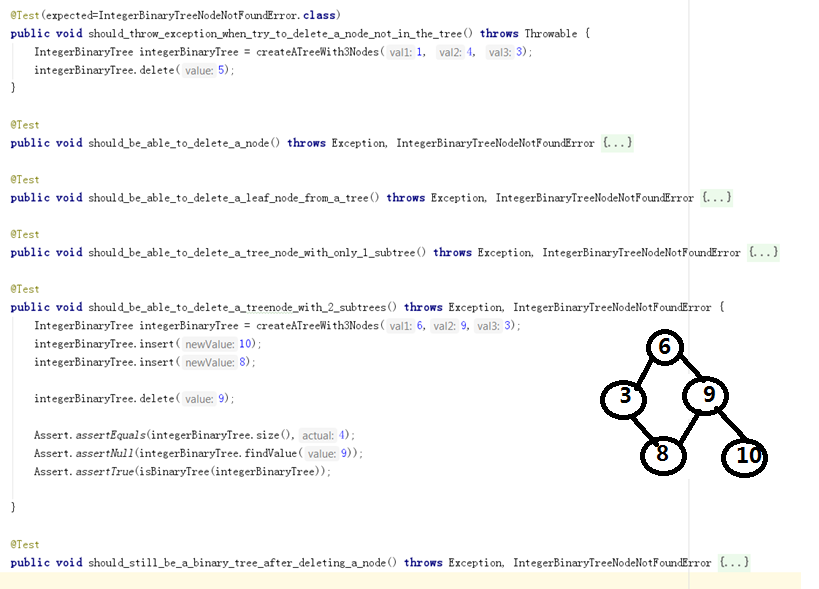 @Test(expected=IntegerBinaryTreeNodeNotFoundError.class)
public void should_throw_exception_when_try_to_delete_a_node_not_in_the_tree() throws Throwable {
IntegerBinaryTree integerBinaryTree = createATreeWith3Nodes( val1: 1, val2: 4, val3: 3);
integerBinaryTree.delete( value: 5);
}
@Test
public void should_be_able_to_delete_a_node() throws Exception, IntegerBinaryTreeNodeNotFoundError {...}
@Test
public void should_be_able_to_delete_a_leaf_node_from_a_tree() throws Exception, IntegerBinaryTreeNodeNotFoundError {...}
@Test
public void should_be_able_to_delete_a_tree_node_with_only_1_subtree() throws Exception, IntegerBinaryTreeNodeNotFoundError {...}
@Test
public void should_be_able_to_delete_a_treenode_with_2_subtrees() throws Exception, IntegerBinaryTreeNodeNotFoundError {
IntegerBinaryTree integerBinaryTree = createATreeWith3Nodes( val1: 6, val2: 9, val3: 3);
integerBinaryTree.insert( newValue: 10);
integerBinaryTree.insert( newValue: 8);
integerBinaryTree.delete( value: 9);
Assert.assertEquals(integerBinaryTree.size(), actual: 4);
Assert.assertNull(integerBinaryTree.findValue( value: 9));
Assert.assertTrue(isBinaryTree(integerBinaryTree));
}
@Test
public void should_still_be_a_binary_tree_after_deleting_a_node() throws Exception, IntegerBinaryTreeNodeNotFoundError {...}
6
3 9
8 10